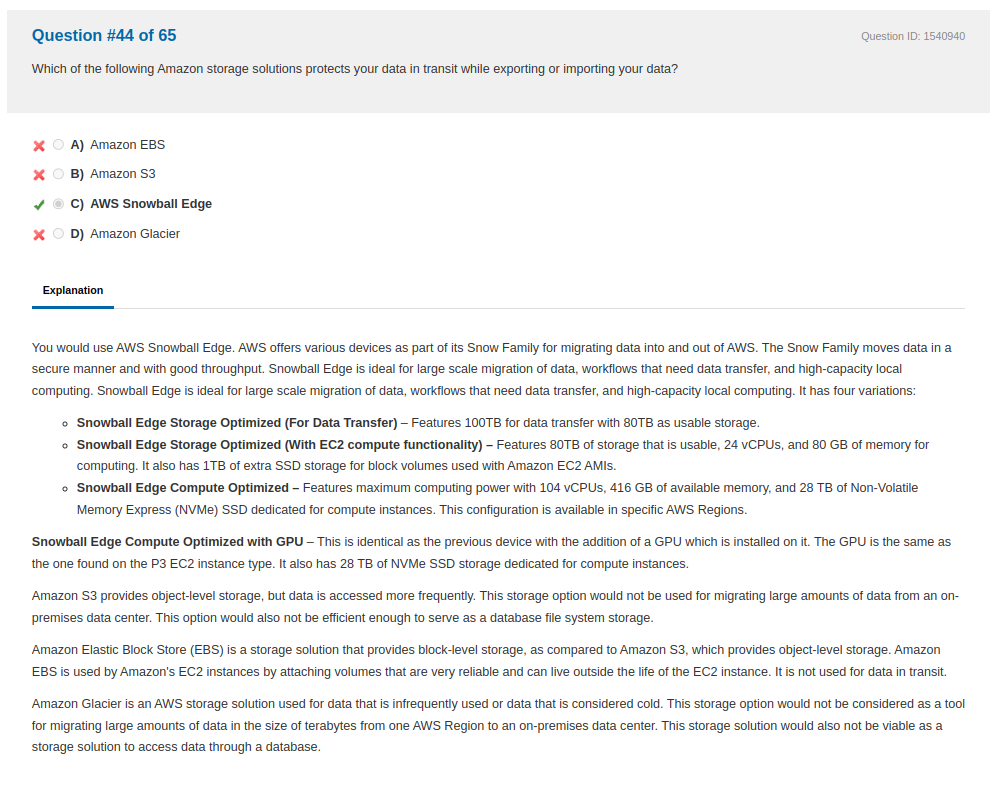 Question #44 of 65
Question ID: 1540940
Which of the following Amazon storage solutions protects your data in transit while exporting or importing your data?
A) Amazon EBS
B) Amazon S3
C) AWS Snowball Edge
D) Amazon Glacier
Explanation
You would use AWS Snowball Edge. AWS offers various devices as part of its Snow Family for migrating data into and out of AWS. The Snow Family moves data in a
secure manner and with good throughput. Snowball Edge is ideal for large scale migration of data, workflows that need data transfer, and high-capacity local
computing. Snowball Edge is ideal for large scale migration of data, workflows that need data transfer, and high-capacity local computing. It has four variations:
Snowball Edge Storage Optimized (For Data Transfer) – Features 100TB for data transfer with 80TB as usable storage.
Snowball Edge Storage Optimized (With EC2 compute functionality) – Features 80TB of storage that is usable, 24 vCPUs, and 80 GB of memory for
computing. It also has 1TB of extra SSD storage for block volumes used with Amazon EC2 AMIs.
Snowball Edge Compute Optimized – Features maximum computing power with 104 vCPUs, 416 GB of available memory, and 28 TB of Non-Volatile
Memory Express (NVMe) SSD dedicated for compute instances. This configuration is available in specific AWS Regions.
Snowball Edge Compute Optimized with GPU – This is identical as the previous device with the addition of a GPU which is installed on it. The GPU is the same as
the one found on the P3 EC2 instance type. It also has 28 TB of NVMe SSD storage dedicated for compute instances.
Amazon S3 provides object-level storage, but data is accessed more frequently. This storage option would not be used for migrating large amounts of data from an on-
premises data center. This option would also not be efficient enough to serve as a database file system storage.
Amazon Elastic Block Store (EBS) is a storage solution that provides block-level storage, as compared to Amazon S3, which provides object-level storage. Amazon
EBS is used by Amazon's EC2 instances by attaching volumes that are very reliable and can live outside the life of the EC2 instance. It is not used for data in transit.
Amazon Glacier is an AWS storage solution used for data that is infrequently used or data that is considered cold. This storage option would not be considered as a tool
for migrating large amounts of data in the size of terabytes from one AWS Region to an on-premises data center. This storage solution would also not be viable as a
storage solution to access data through a database.